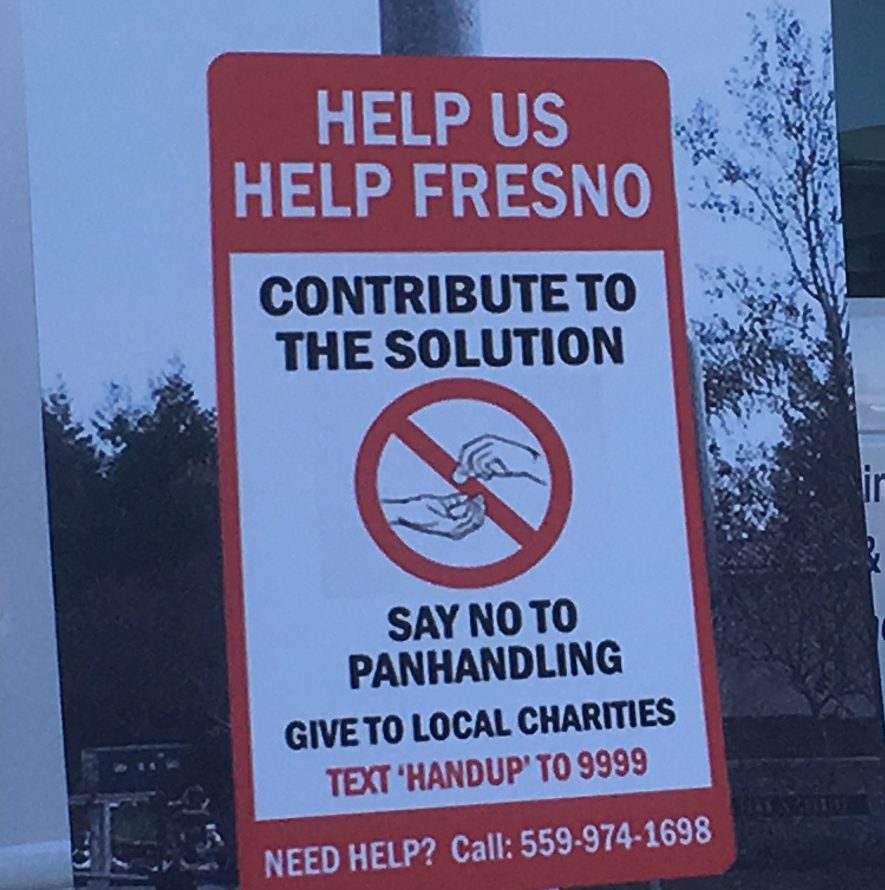 HELP US
HELP FRESNO
CONTRIBUTE TO
THE SOLUTION
SAY NO TO
PANHANDLING
GIVE TO LOCAL CHARITIES
TEXT ‘HANDUP’ TO 9999
NEED HELP? Call: 559-974-1698
&